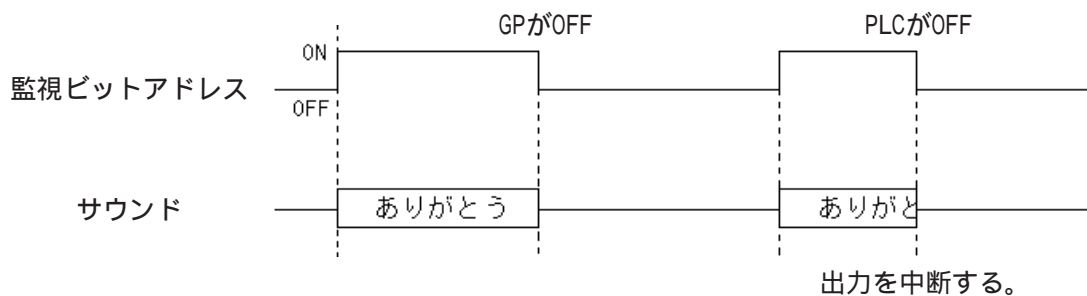 GPがOFF
PLCがOFF
ON
監視ビットアドレス
OFF
サウンド
ありがとう
ありがと
出力を中断する。